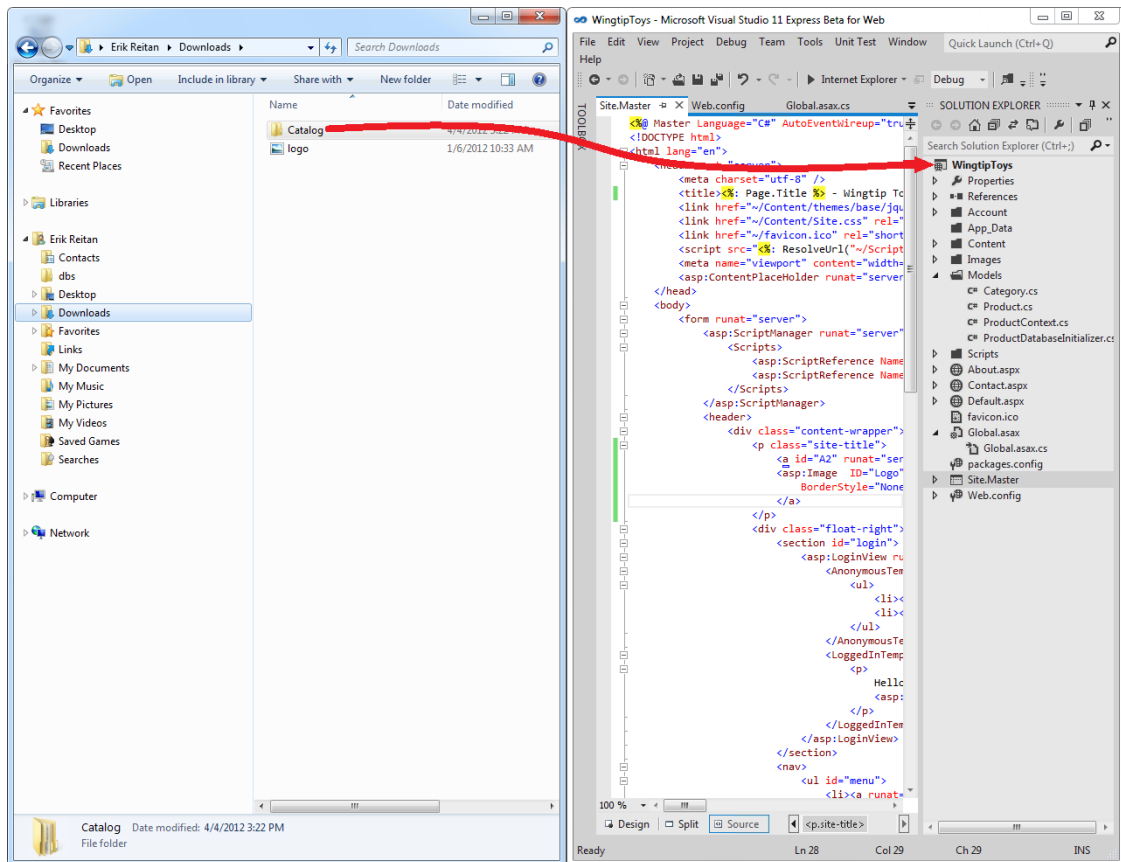 Erik Reitan ▸ Downloads ▸
Search Downloads
Organize
Open
Include in library
Share with
New folder
Name
Date modified
Favorites
Desktop
Downloads
Recent Places
Libraries
Erik Reitan
Contacts
dbs
Desktop
Downloads
Favorites
Links
My Documents
My Music
My Pictures
My Videos
Saved Games
Searches
Computer
Network
Catalog
4/4/2012 3:22 PM
logo
1/6/2012 10:33 AM
Catalog Date modified: 4/4/2012 3:22 PM
File folder
WingtipToys - Microsoft Visual Studio 11 Express Beta for Web
File Edit View Project Debug Team Tools Unit Test Window
Quick Launch (Ctrl+Q)
Help
Internet Explorer
Debug
TOOLBOX
Site.Master
Web.config
Global.asax.cs
<%@ Master Language="C#" AutoEventWireup="tru
<!DOCTYPE html>
<html lang="en">
<meta charset="utf-8" />
<title><%: Page.Title %> - Wingtip To
<link href="~/Content/themes/base/jqu
<link href="~/Content/Site.css" rel="
<link href="~/favicon.ico" rel="short
<script src="<%: ResolveUrl("~/Script
<meta name="viewport" content="width=
<asp:ContentPlaceHolder runat="server
</head>
<body>
<form runat="server">
<asp:ScriptManager runat="server"
<Scripts>
<asp:ScriptReference Name
<asp:ScriptReference Name
</Scripts>
</asp:ScriptManager>
<header>
<div class="content-wrapper">
<p class="site-title">
<a id="A2" runat="ser
<asp:Image ID="Logo"
BorderStyle="None
</a>
</p>
<div class="float-right">
<section id="login">
<asp:LoginView ru
<AnonymousTem
<ul>
<li><
<li><
</ul>
</AnonymousTe
<LoggedInTemp
<p>
Hello
<asp:
</p>
</LoggedInTem
</asp:LoginView>
</section>
<nav>
<ul id="menu">
<li><a runat=
100 %
Design
Split
Source
<p.site-title>
SOLUTION EXPLORER
Search Solution Explorer (Ctrl+;)
WingtipToys
Properties
References
Account
App_Data
Content
Images
Models
Category.cs
Product.cs
ProductContext.cs
ProductDatabaseInitializer.cs
Scripts
About.aspx
Contact.aspx
Default.aspx
favicon.ico
Global.asax
Global.asax.cs
packages.config
Site.Master
Web.config
Ready
Ln 28
Col 29
Ch 29
INS